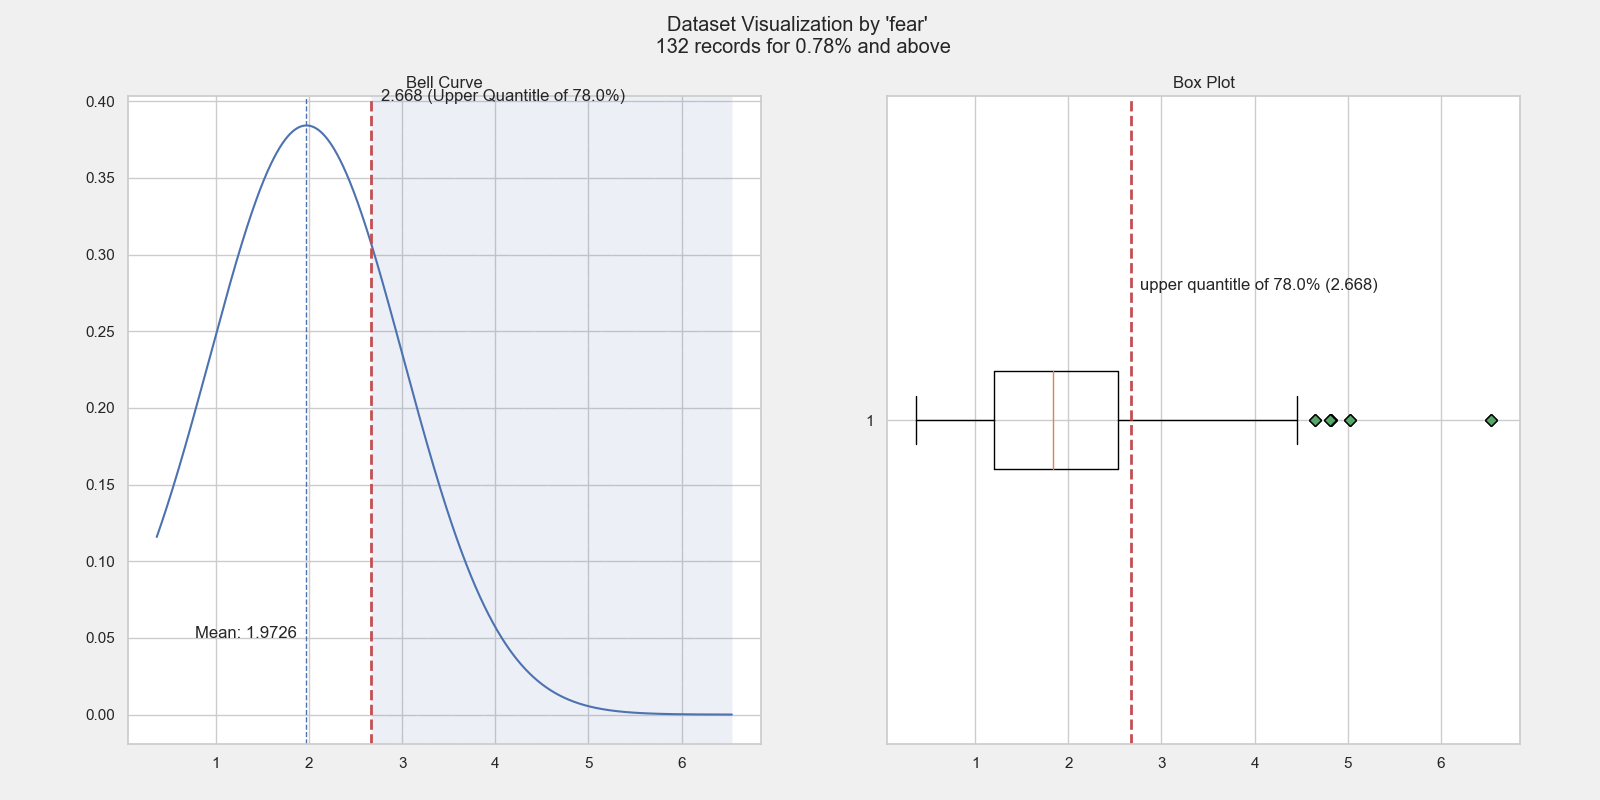 Dataset Visualization by 'fear'
132 records for 0.78% and above
Bell Curve
2.668 (Upper Quantitle of 78.0%)
0.40
0.35
0.30
0.25
0.20
0.15
0.10
0.05
0.00
Mean: 1.9726
1 2 3 4 5 6
Box Plot
upper quantitle of 78.0% (2.668)
1
1 2 3 4 5 6